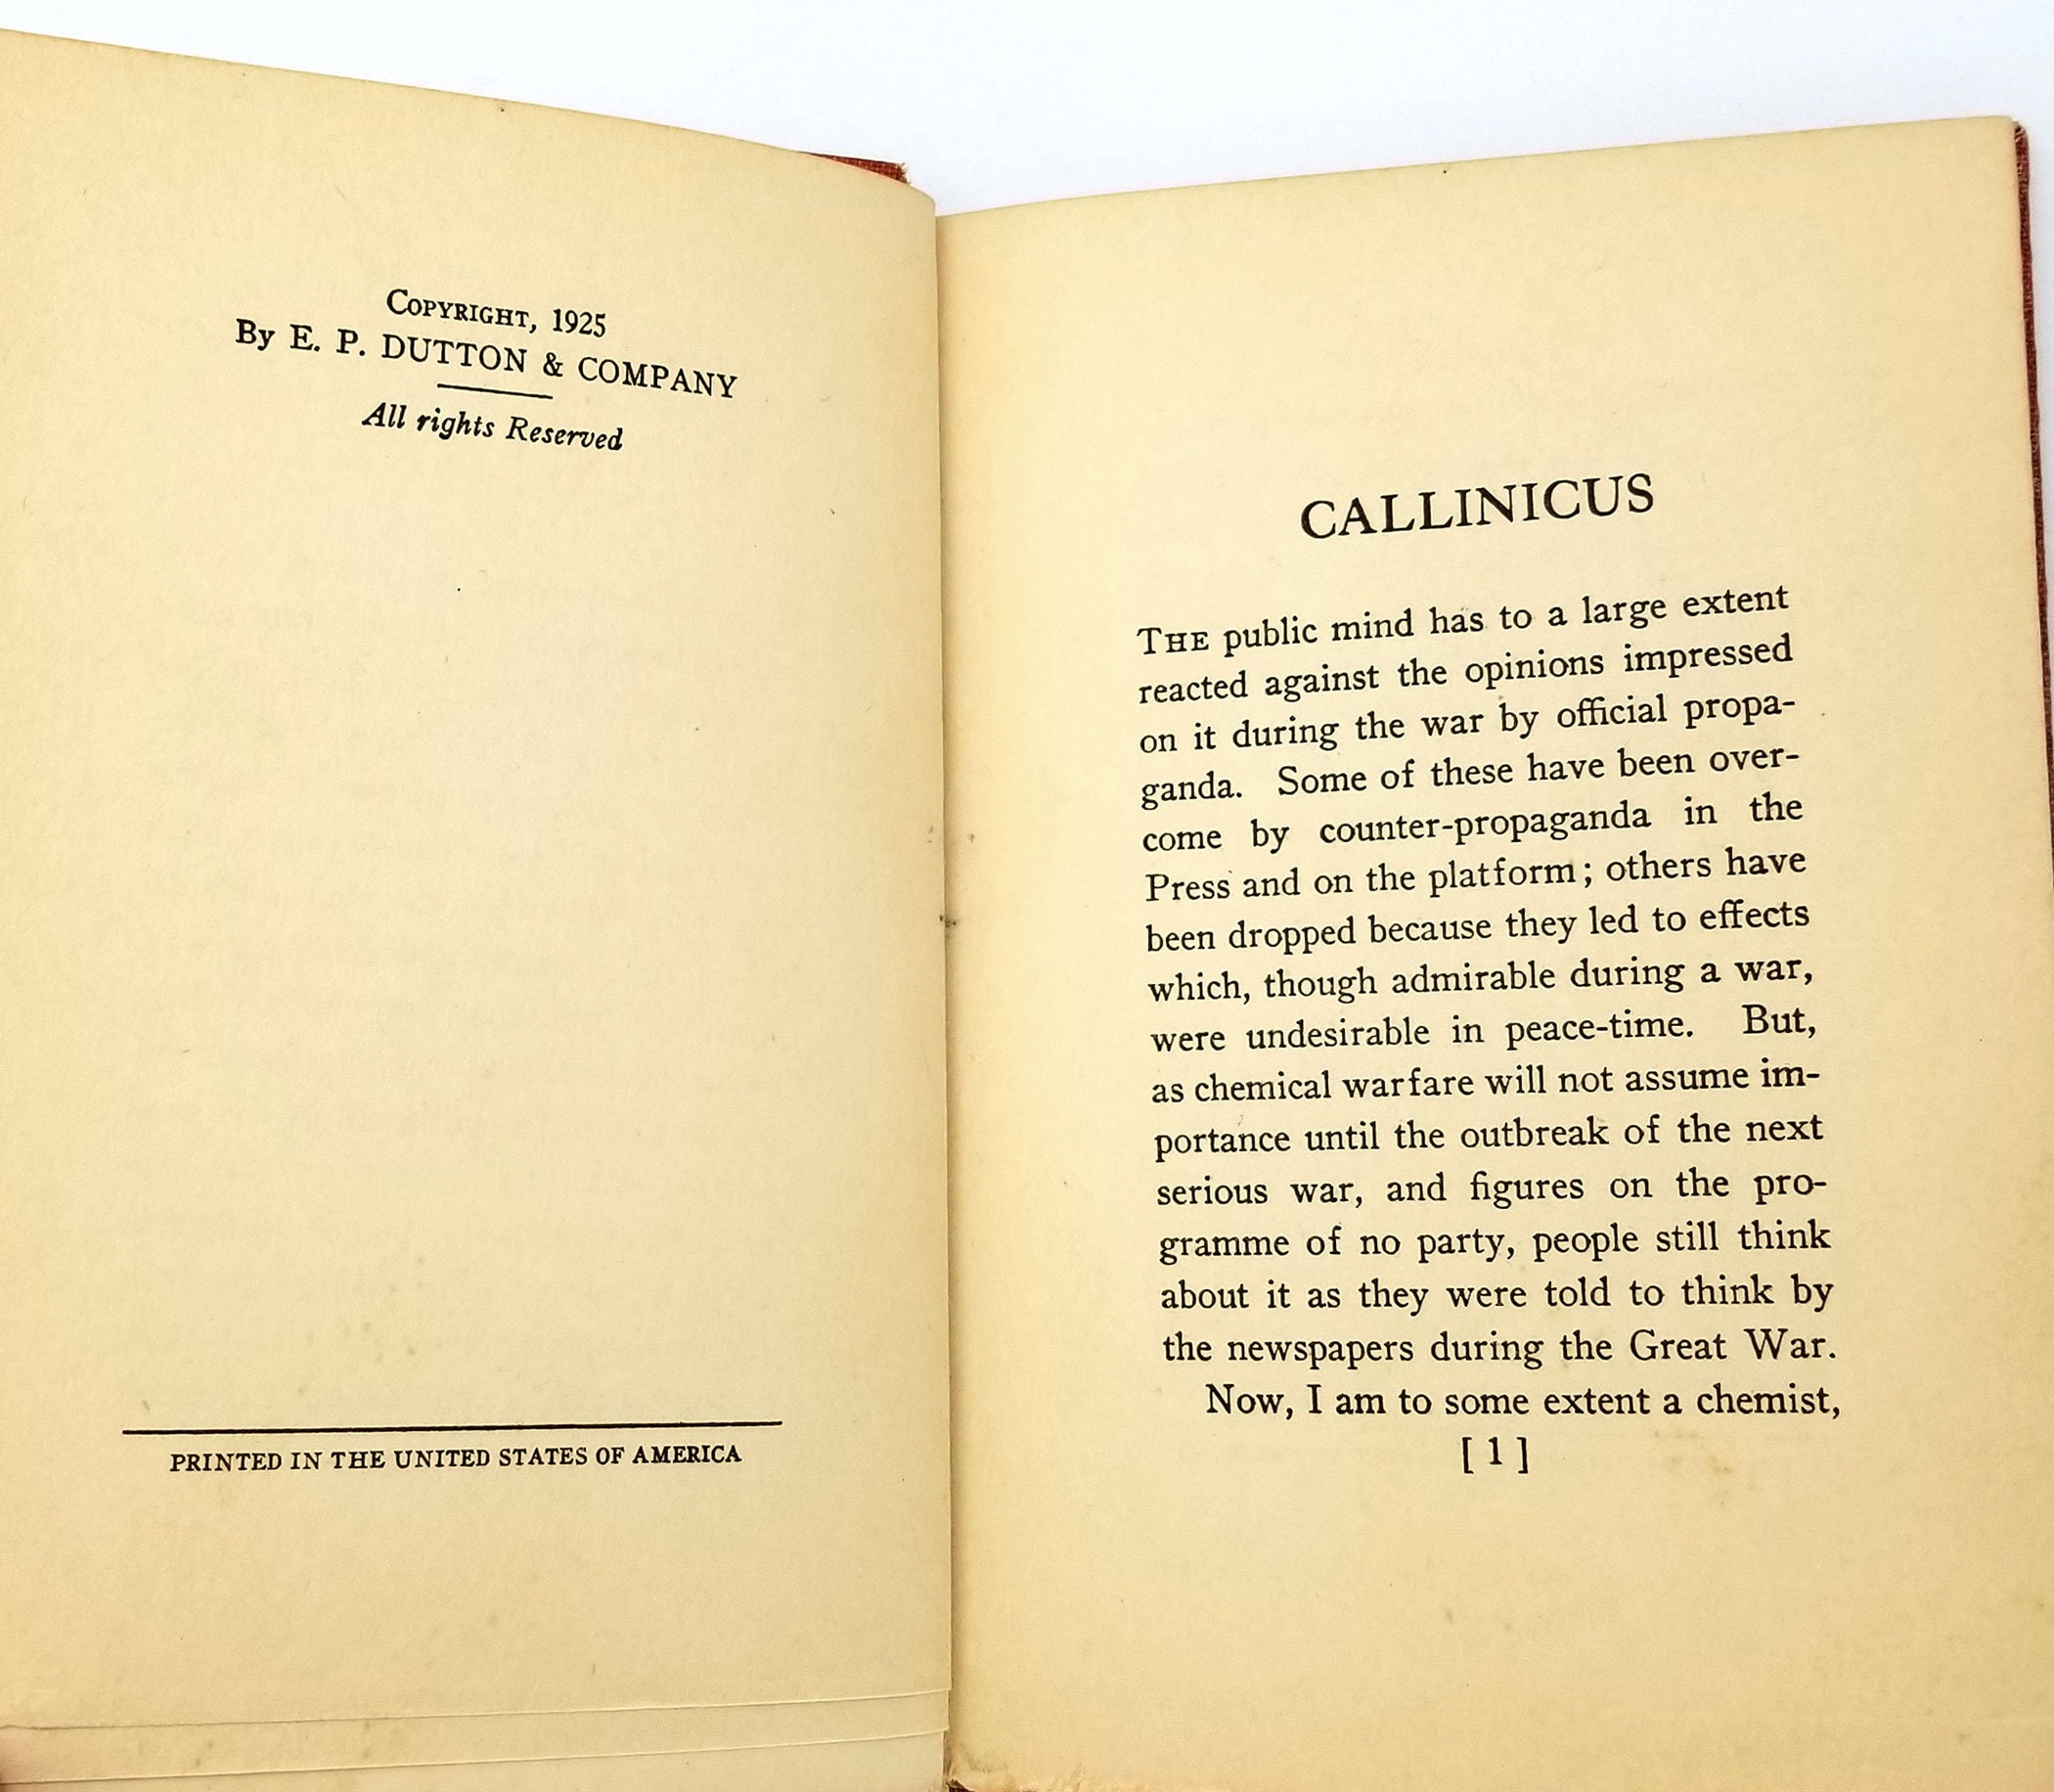 COPYRIGHT, 1925
By E. P. DUTTON & COMPANY
All rights Reserved
PRINTED IN THE UNITED STATES OF AMERICA
CALLINICUS
THE public mind has to a large extent
reacted against the opinions impressed
on it during the war by official propa-
ganda. Some of these have been over-
come by counter-propaganda in the
Press and on the platform; others have
been dropped because they led to effects
which, though admirable during a war,
were undesirable in peace-time. But,
as chemical warfare will not assume im-
portance until the outbreak of the next
serious war, and figures on the pro-
gramme of no party, people still think
about it as they were told to think by
the newspapers during the Great War.
Now, I am to some extent a chemist,
[1]